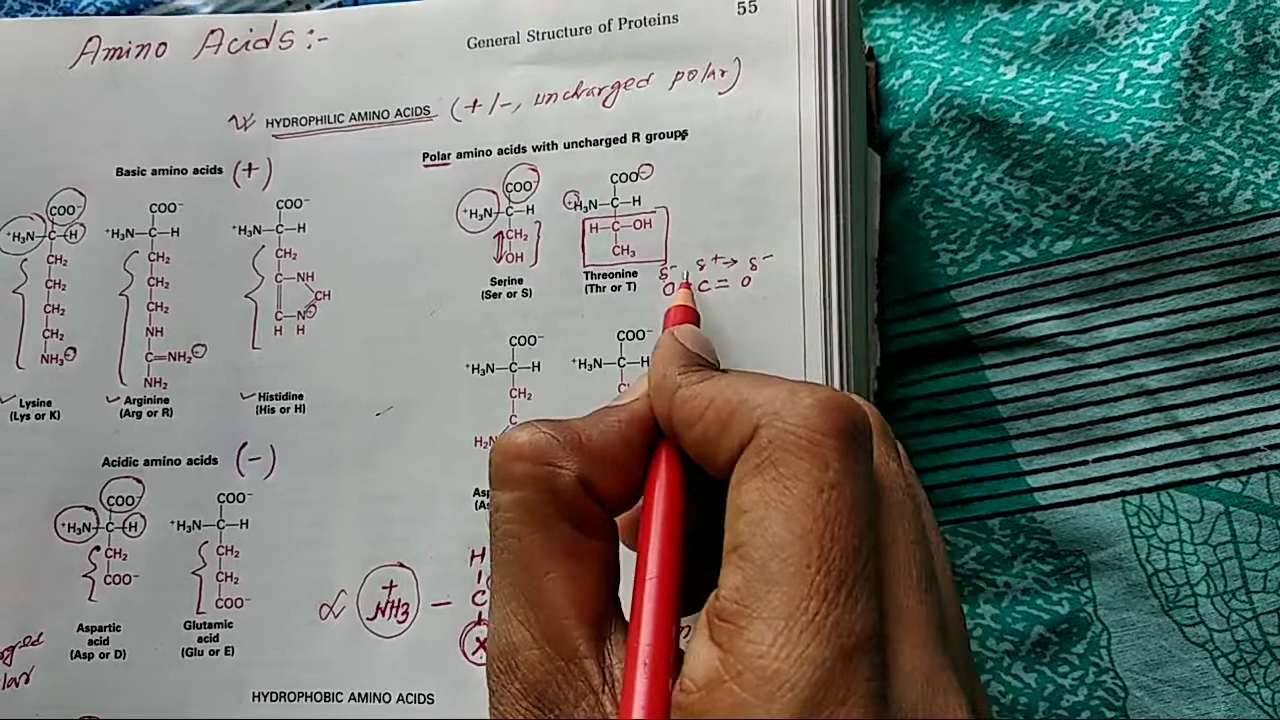 55
General Structure of Proteins
Amino Acids:-
HYDROPHILIC AMINO ACIDS (+/-, uncharged polar)
Basic amino acids (+)
COO⁻ COO⁻ COO⁻
⁺H₃N—C—H ⁺H₃N—C—H ⁺H₃N—C—H
CH₂ CH₂ CH₂
CH₂ CH₂ C—NH
CH₂ CH₂ CH
CH₂ NH C—N
NH₃ C=NH₂ H H
NH₂
Lysine Arginine Histidine
(Lys or K) (Arg or R) (His or H)
Polar amino acids with uncharged R groups
COO⁻ COO⁻
⁺H₃N—C—H ⁺H₃N—C—H
CH₂ H—C—OH
OH CH₃
Serine Threonine
(Ser or S) (Thr or T)
δ⁻ δ⁺→ δ⁻
O C = O
COO⁻ COO⁻
⁺H₃N—C—H ⁺H₃N—C—H
CH₂
C
H₂N
Acidic amino acids (-)
COO⁻ COO⁻
⁺H₃N—C—H ⁺H₃N—C—H
CH₂ CH₂
COO⁻ CH₂
COO⁻
Aspartic Glutamic
acid acid
(Asp or D) (Glu or E)
H
α ⁺NH3 — C
X
HYDROPHOBIC AMINO ACIDS